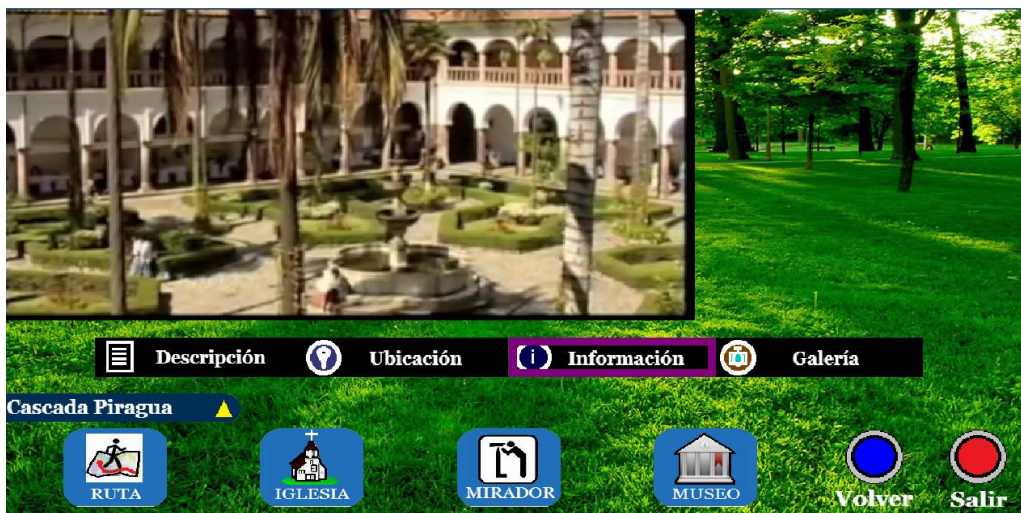 Descripción
Ubicación
Información
Galería
Cascada Piragua
RUTA
IGLESIA
MIRADOR
MUSEO
Volver
Salir